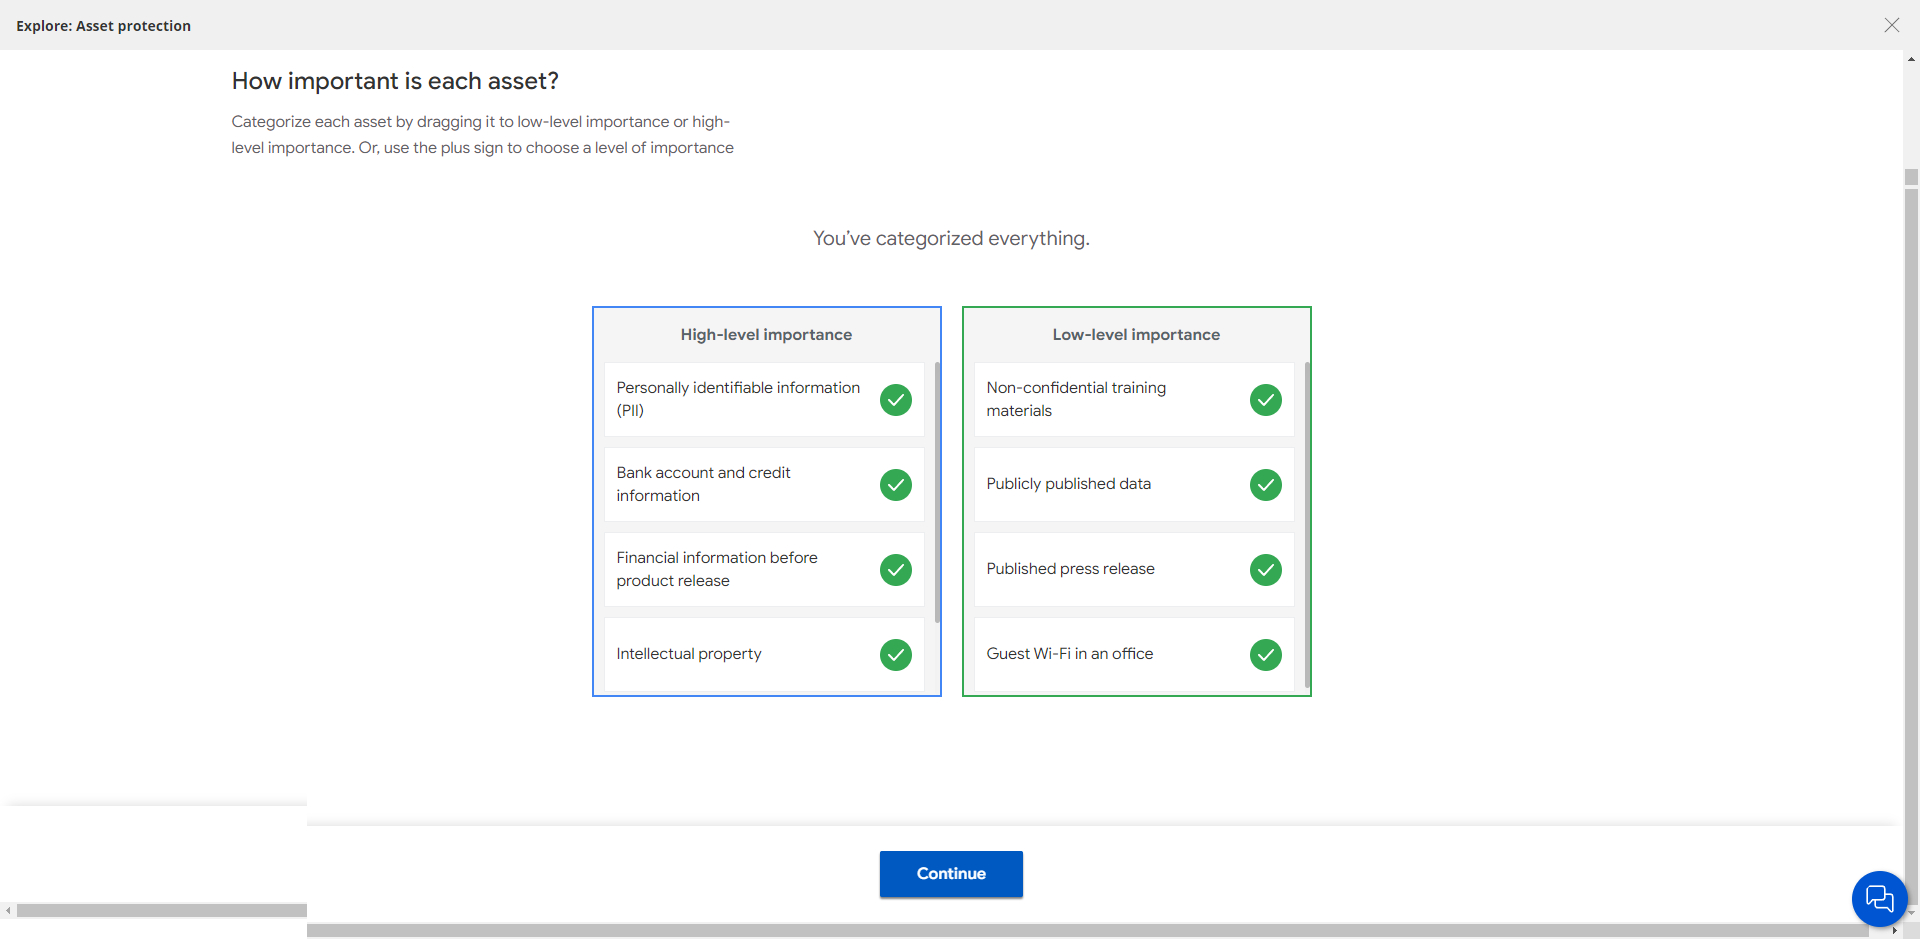 Explore: Asset protection
How important is each asset?
Categorize each asset by dragging it to low-level importance or high-
level importance. Or, use the plus sign to choose a level of importance
You’ve categorized everything.
High-level importance
Personally identifiable information
(PII)
Bank account and credit
information
Financial information before
product release
Intellectual property
Low-level importance
Non-confidential training
materials
Publicly published data
Published press release
Guest Wi-Fi in an office
Continue